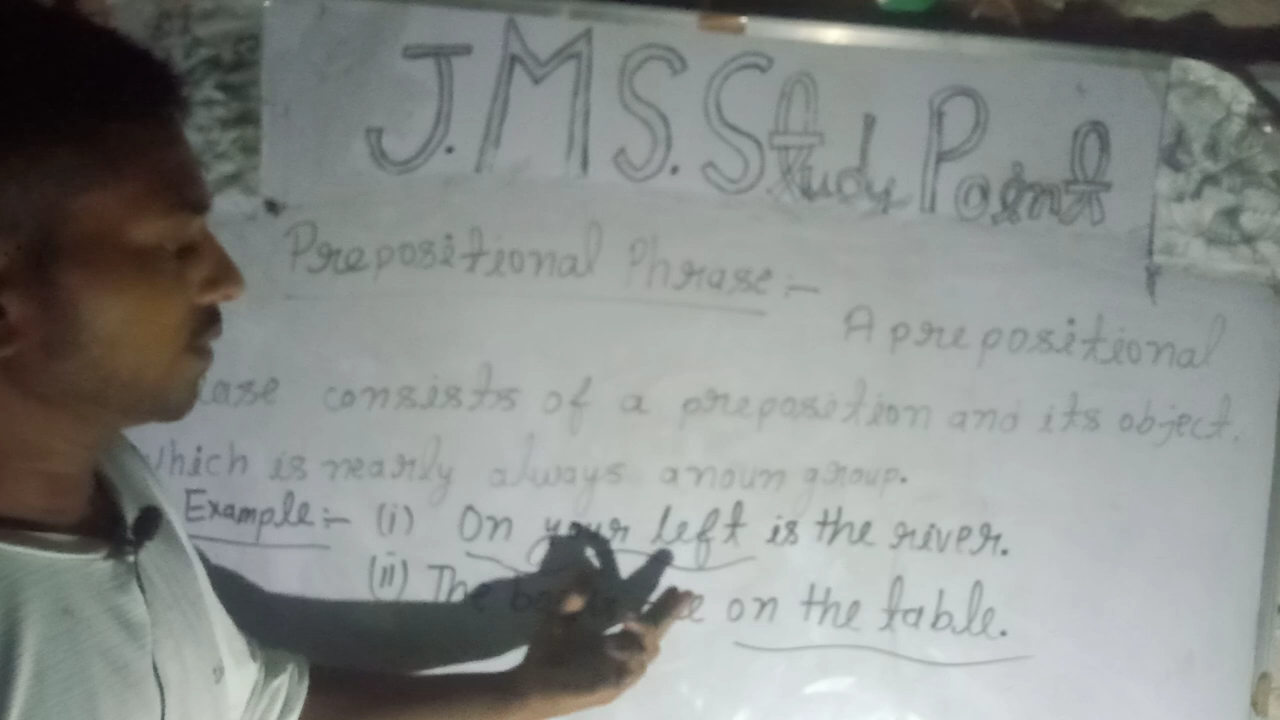 J.M.S. Study Point
Prepositional Phrase :-
A prepositional
ase consists of a preposition and its object.
which is nearly always a noun group.
Example :- (i) On your left is the river.
(ii) The on the table.